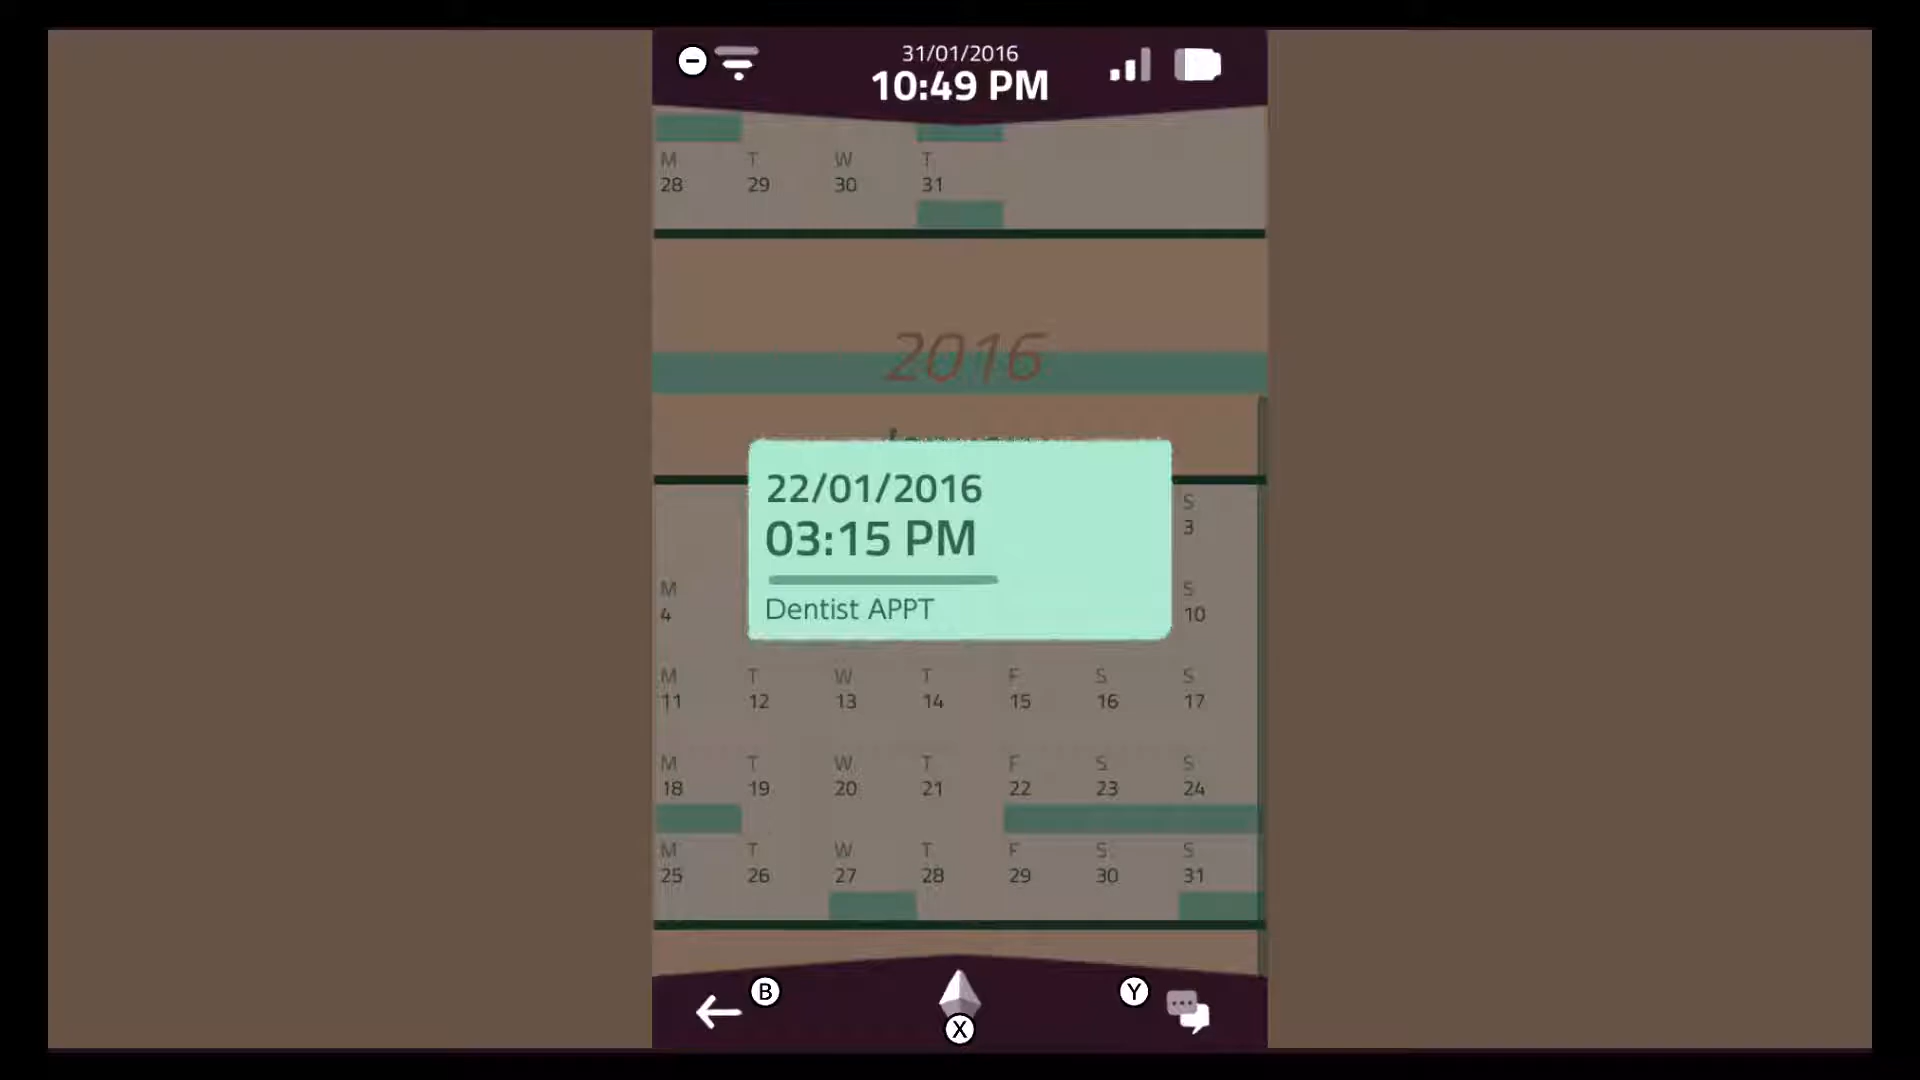 31/01/2016
10:49 PM
M T W T
28 29 30 31
2016
22/01/2016
03:15 PM
Dentist APPT
S
3
M S
4 10
M T W T F S S
11 12 13 14 15 16 17
M T W T F S S
18 19 20 21 22 23 24
M T W T F S S
25 26 27 28 29 30 31
B
X
Y